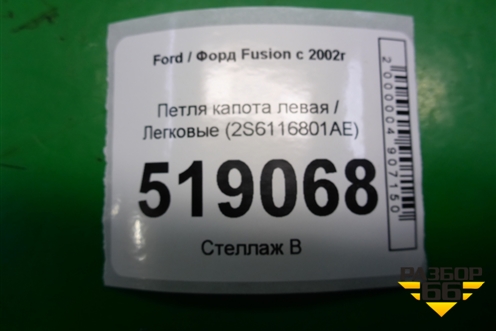 Ford / Форд Fusion с 2002г
Петля капота левая /
Легковые (2S6116801AE)
519068
Стеллаж В
2000004907150
РАЗБОР
66